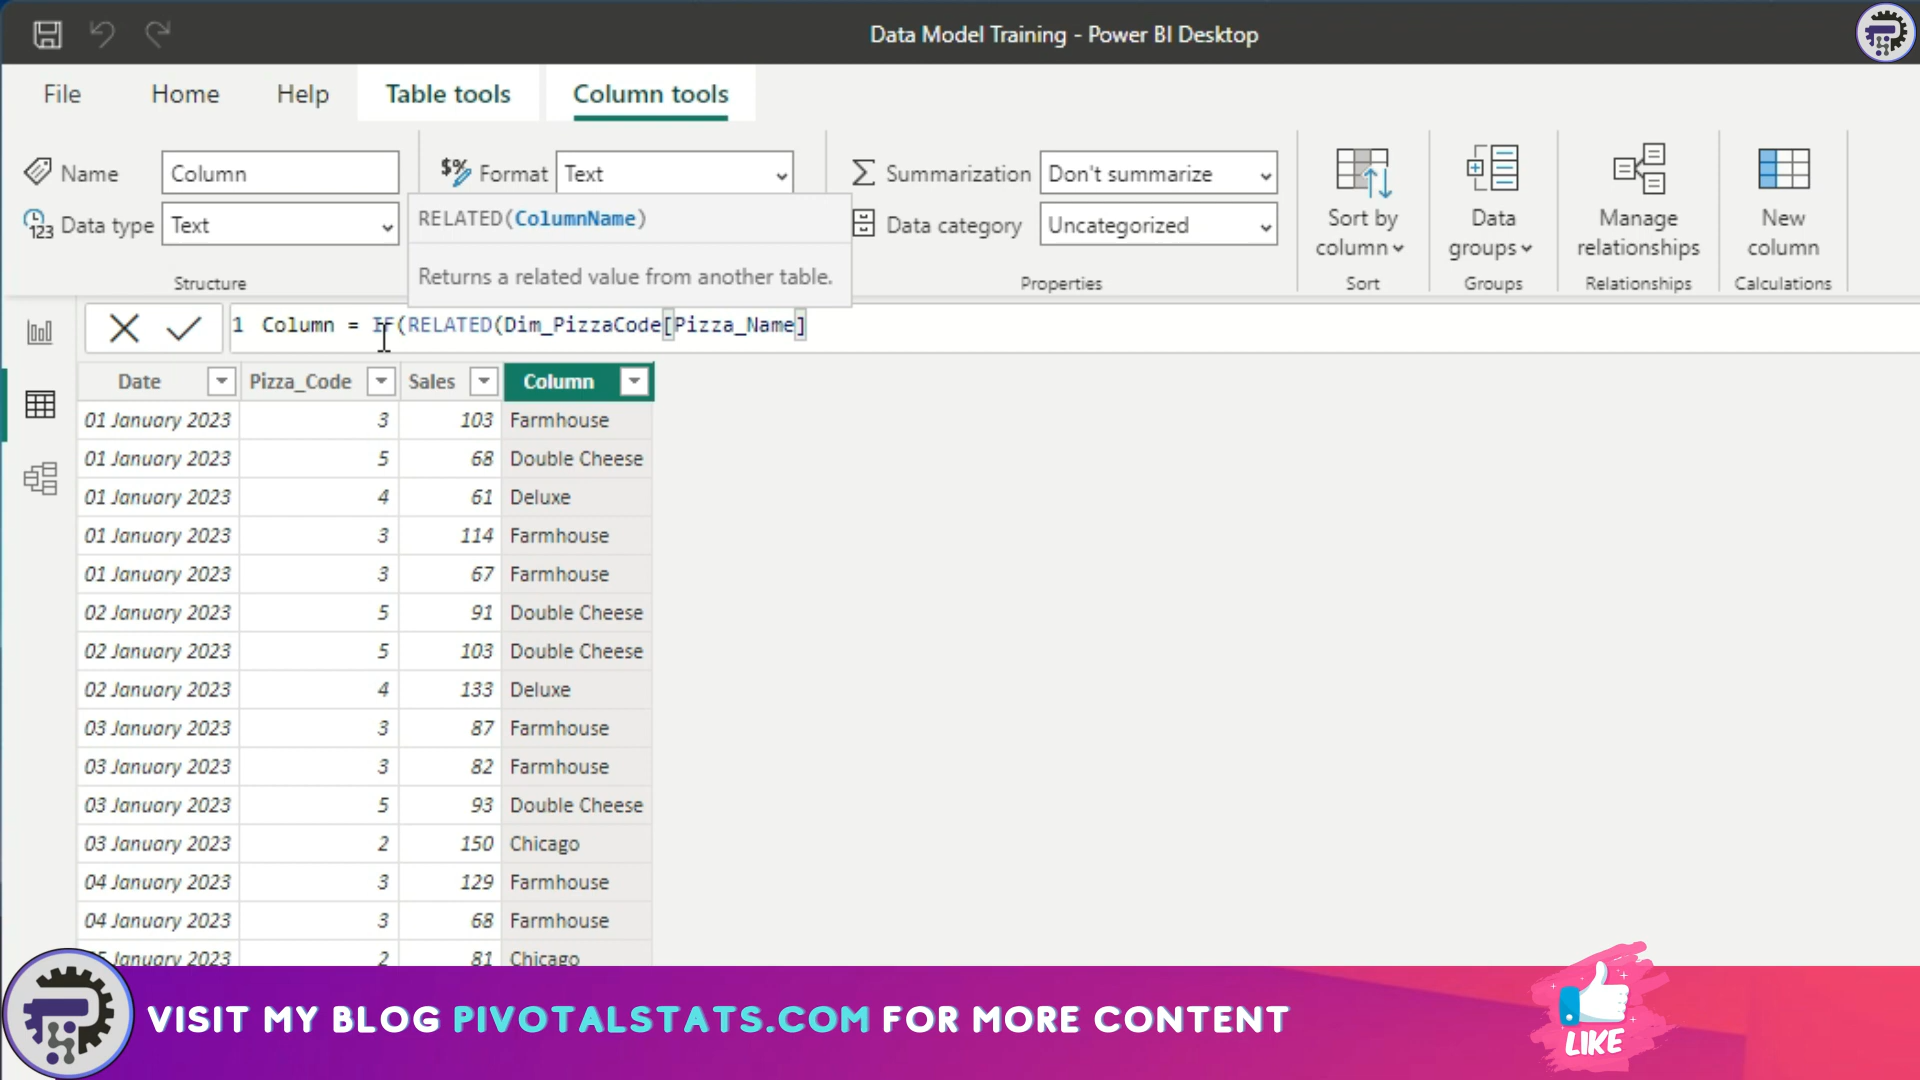 Data Model Training - Power BI Desktop
File Home Help Table tools Column tools
Name Column
Data type Text
Structure
Format Text
RELATED(ColumnName)
Returns a related value from another table.
Summarization Don't summarize
Data category Uncategorized
Properties
Sort by
column
Sort
Data
groups
Groups
Manage
relationships
Relationships
New
column
Calculations
1 Column = IF(RELATED(Dim_PizzaCode[Pizza_Name]
Date Pizza_Code Sales Column
01 January 2023 3 103 Farmhouse
01 January 2023 5 68 Double Cheese
01 January 2023 4 61 Deluxe
01 January 2023 3 114 Farmhouse
01 January 2023 3 67 Farmhouse
02 January 2023 5 91 Double Cheese
02 January 2023 5 103 Double Cheese
02 January 2023 4 133 Deluxe
03 January 2023 3 87 Farmhouse
03 January 2023 3 82 Farmhouse
03 January 2023 5 93 Double Cheese
03 January 2023 2 150 Chicago
04 January 2023 3 129 Farmhouse
04 January 2023 3 68 Farmhouse
January 2023 2 81 Chicago
VISIT MY BLOG PIVOTALSTATS.COM FOR MORE CONTENT
LIKE